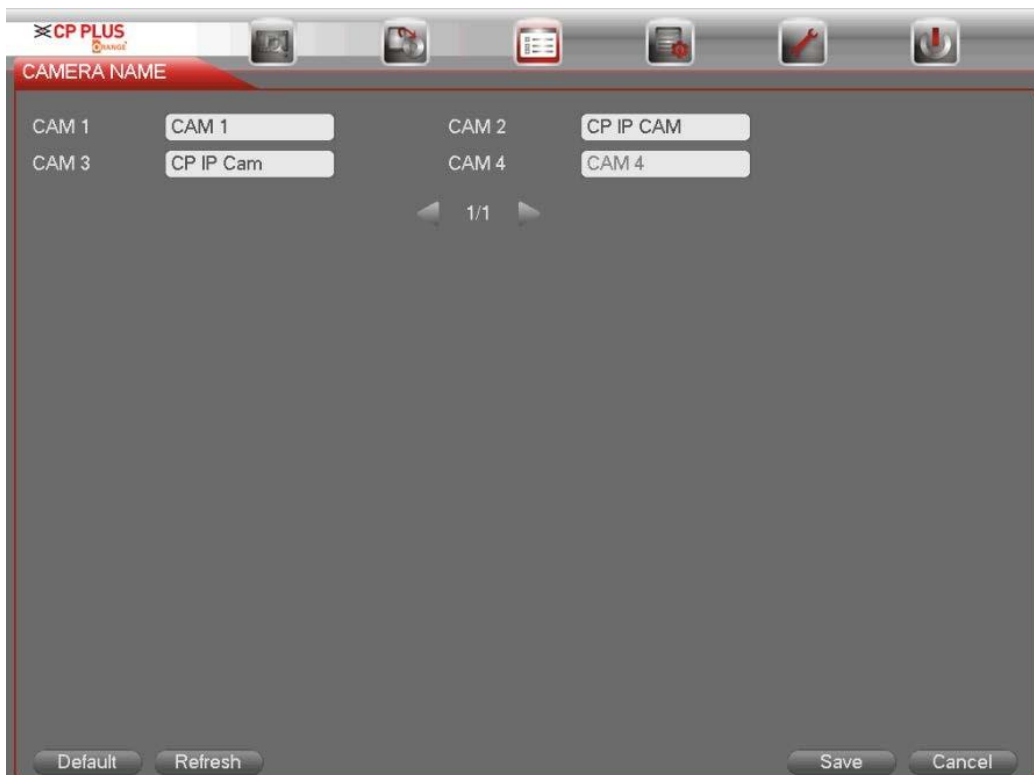 CP PLUS
ORANGE
CAMERA NAME
CAM 1 CAM 1 CAM 2 CP IP CAM
CAM 3 CP IP Cam CAM 4 CAM 4
1/1
Default Refresh Save Cancel